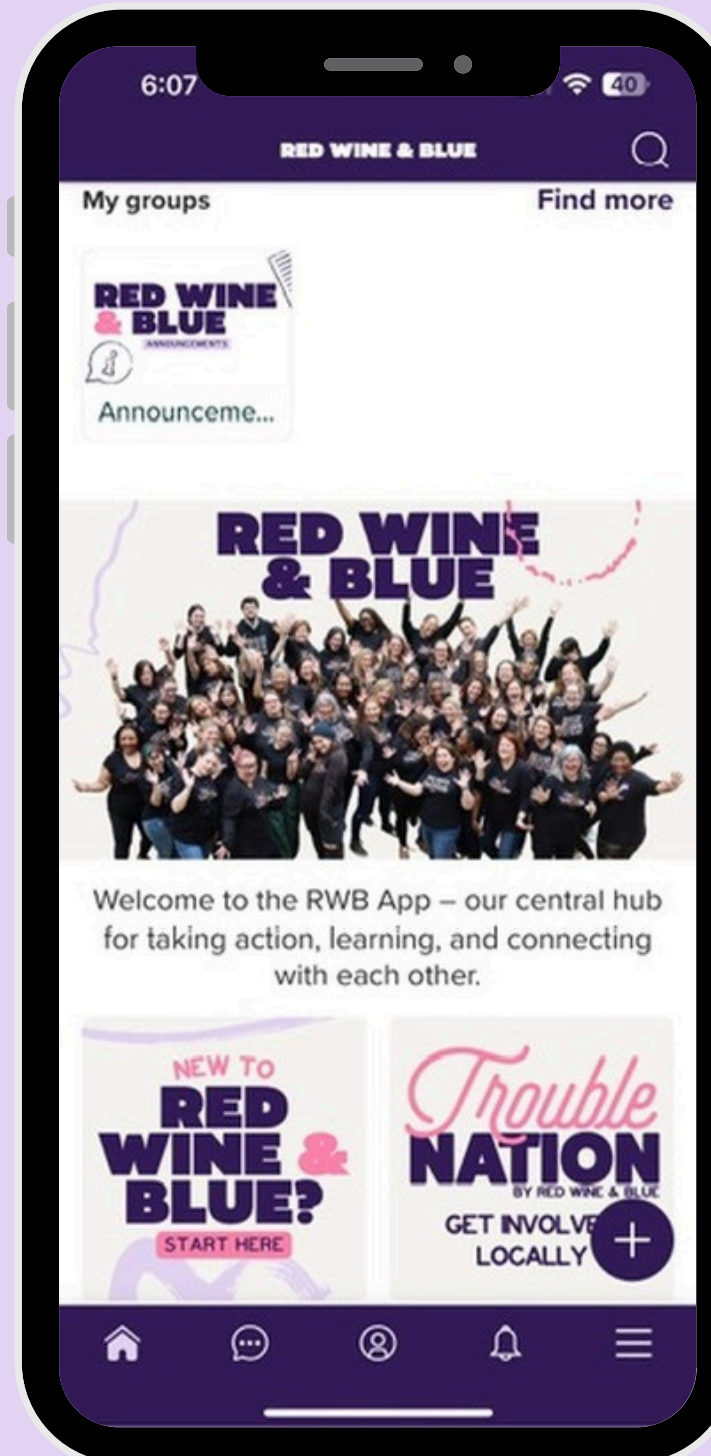 6:07
40
RED WINE & BLUE
My groups
Find more
RED WINE
& BLUE
ANNOUNCEMENTS
i
Announceme...
RED WINE
& BLUE
Welcome to the RWB App – our central hub
for taking action, learning, and connecting
with each other.
NEW TO
RED
WINE &
BLUE?
START HERE
Trouble
NATION
BY RED WINE & BLUE
GET INVOLVE
LOCALLY